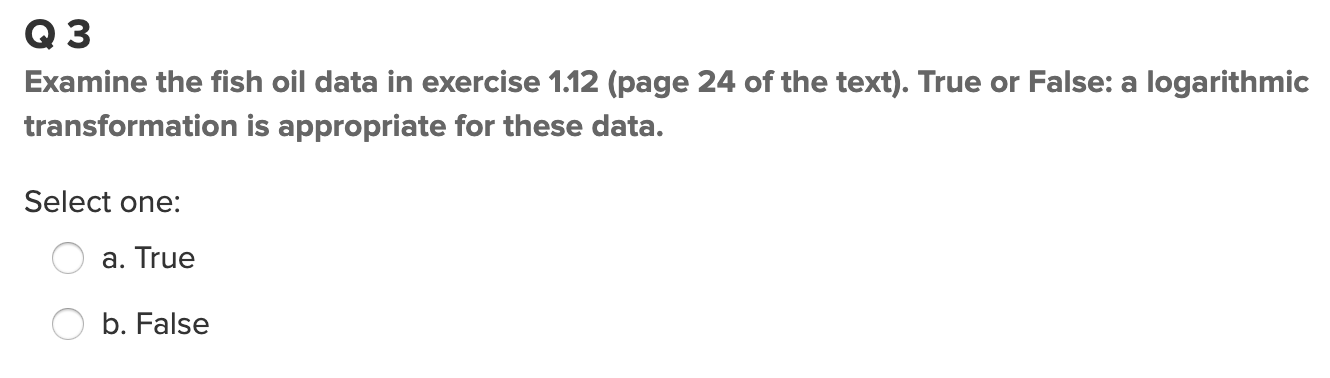 Q 3
Examine the fish oil data in exercise 1.12 (page 24 of the text). True or False: a logarithmic
transformation is appropriate for these data.
Select one:
a. True
b. False